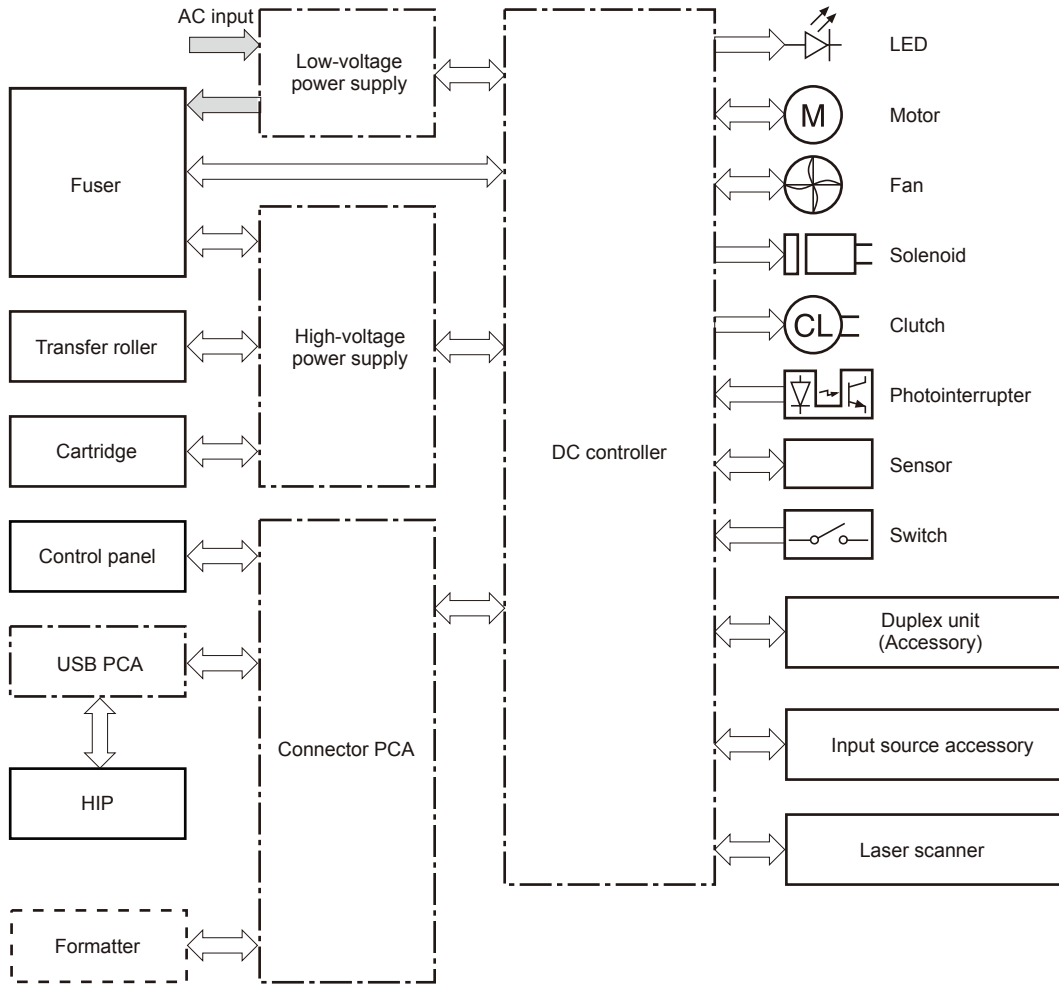 AC input
Low-voltage
power supply
LED
Motor
M
Fuser
Fan
Solenoid
Transfer roller
High-voltage
power supply
CL
Clutch
Photointerrupter
Cartridge
DC controller
Sensor
Control panel
Switch
USB PCA
Duplex unit
(Accessory)
Connector PCA
Input source accessory
HIP
Laser scanner
Formatter